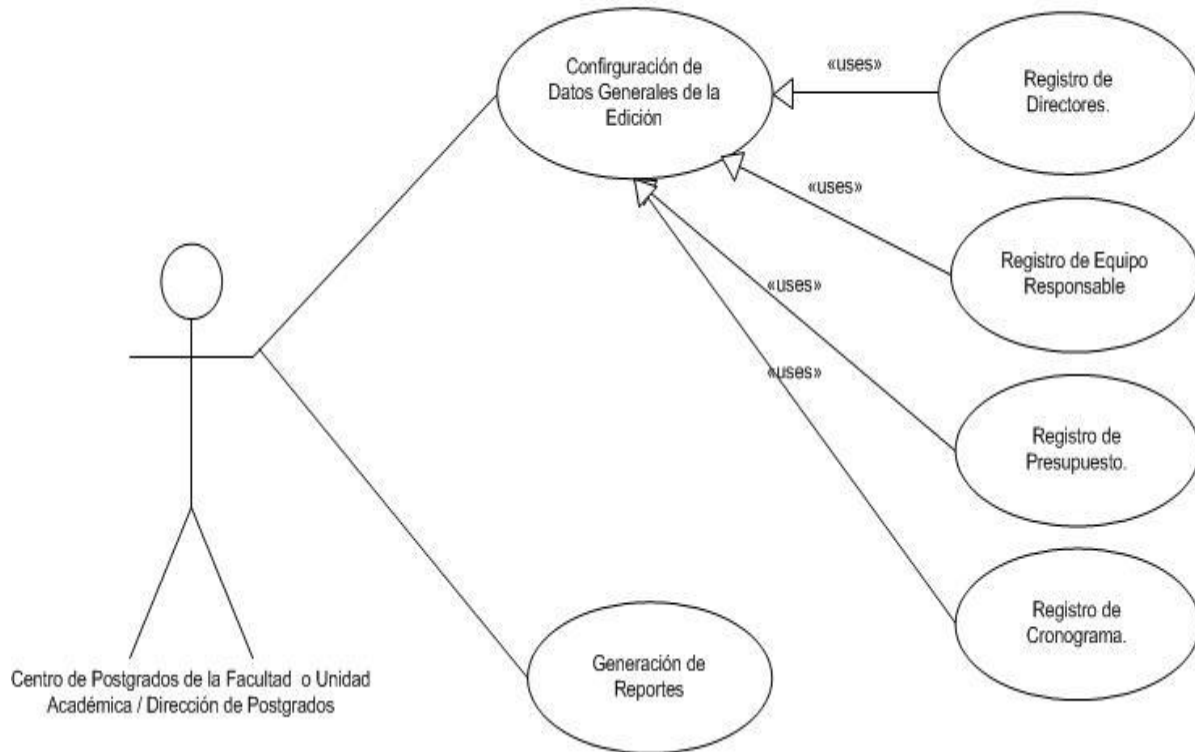 Confirguración de
Datos Generales de la
Edición
«uses»
Registro de
Directores.
«uses»
Registro de Equipo
Responsable
«uses»
Registro de
Presupuesto.
«uses»
Registro de
Cronograma.
Generación de
Reportes
Centro de Postgrados de la Facultad o Unidad
Académica / Dirección de Postgrados